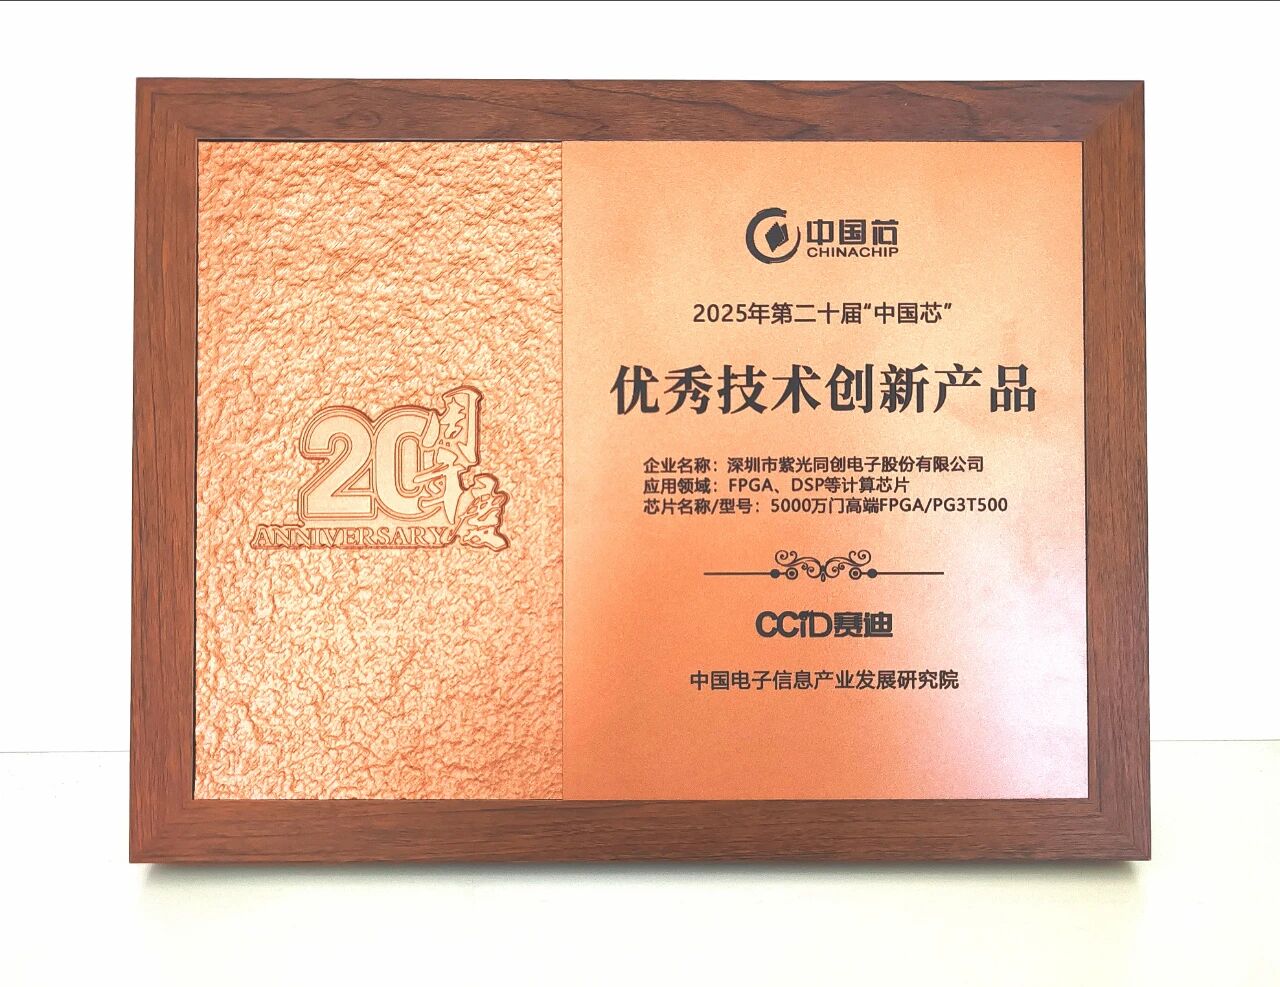 20周年庆
ANNIVERSARY
中国芯
CHINACHIP
2025年第二十届“中国芯”
优秀技术创新产品
企业名称：深圳市紫光同创电子股份有限公司
应用领域：FPGA、DSP等计算芯片
芯片名称/型号：5000万门高端FPGA/PG3T500
CCID赛迪
中国电子信息产业发展研究院